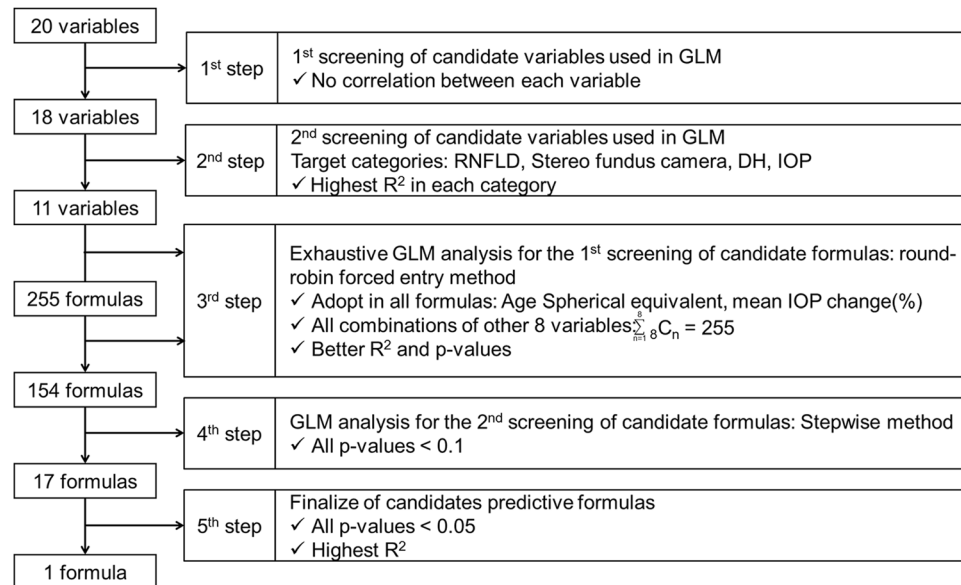 20 variables
1st step
1st screening of candidate variables used in GLM
✓ No correlation between each variable
18 variables
2nd step
2nd screening of candidate variables used in GLM
Target categories: RNFLD, Stereo fundus camera, DH, IOP
✓ Highest R² in each category
11 variables
3rd step
Exhaustive GLM analysis for the 1st screening of candidate formulas: round-
robin forced entry method
✓ Adopt in all formulas: Age Spherical equivalent, mean IOP change(%)
✓ All combinations of other 8 variables 8∑n=1 8Cn = 255
✓ Better R² and p-values
255 formulas
154 formulas
4th step
GLM analysis for the 2nd screening of candidate formulas: Stepwise method
✓ All p-values < 0.1
17 formulas
5th step
Finalize of candidates predictive formulas
✓ All p-values < 0.05
✓ Highest R²
1 formula